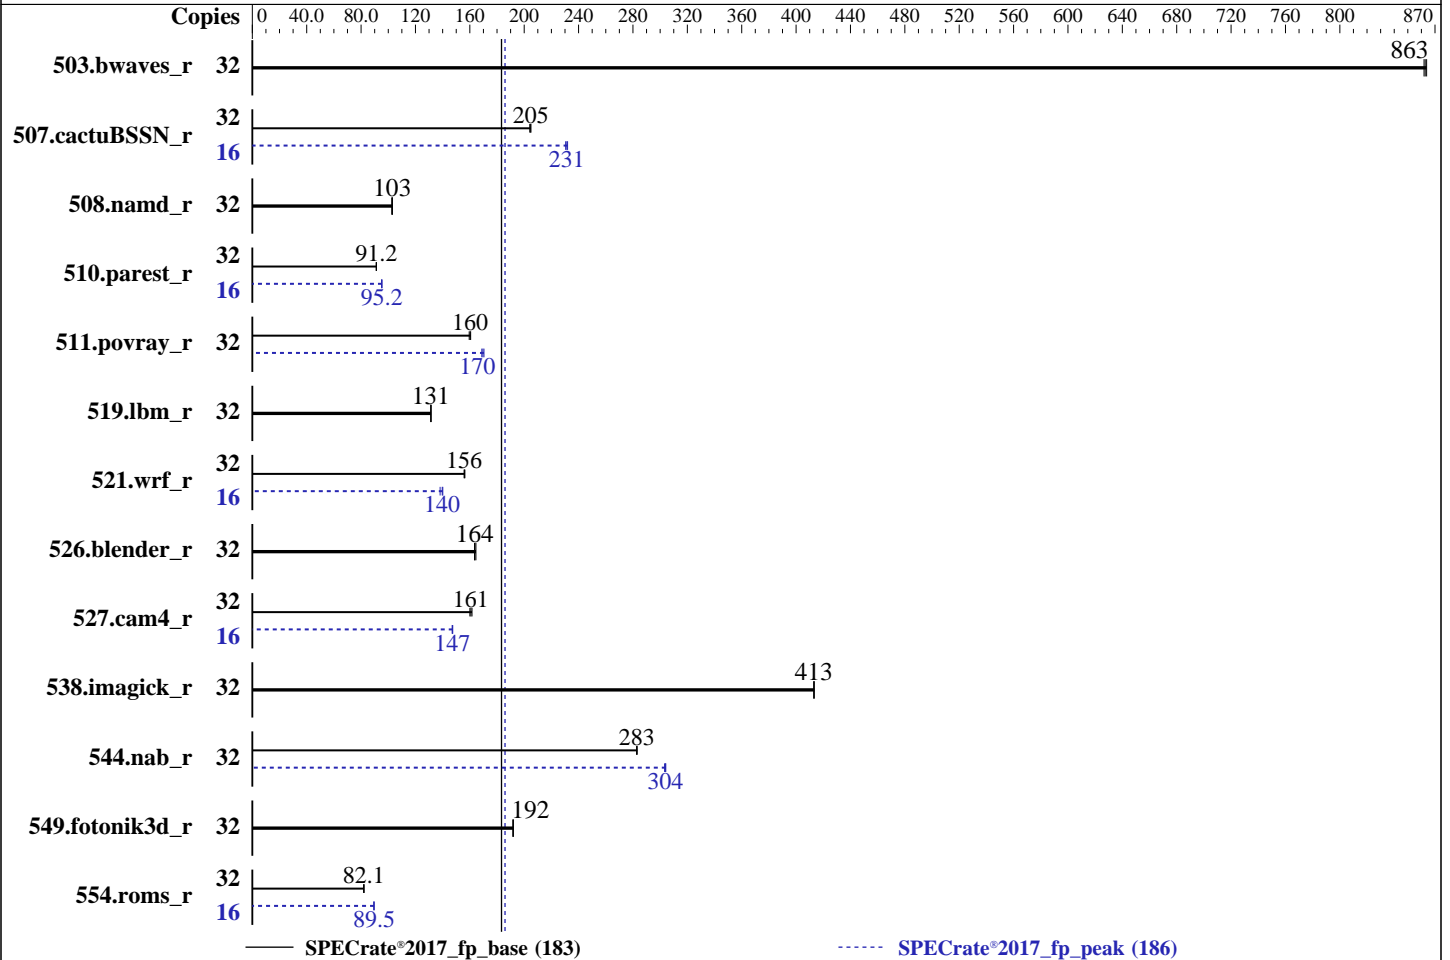 Copies 0 40.0 80.0 120 160 200 240 280 320 360 400 440 480 520 560 600 640 680 720 760 800 870
503.bwaves_r 32 863
507.cactuBSSN_r 32 205
16 231
508.namd_r 32 103
510.parest_r 32 91.2
16 95.2
511.povray_r 32 160
170
519.lbm_r 32 131
521.wrf_r 32 156
16 140
526.blender_r 32 164
527.cam4_r 32 161
16 147
538.imagick_r 32 413
544.nab_r 32 283
304
549.fotonik3d_r 32 192
554.roms_r 32 82.1
16 89.5
SPECrate®2017_fp_base (183) SPECrate®2017_fp_peak (186)